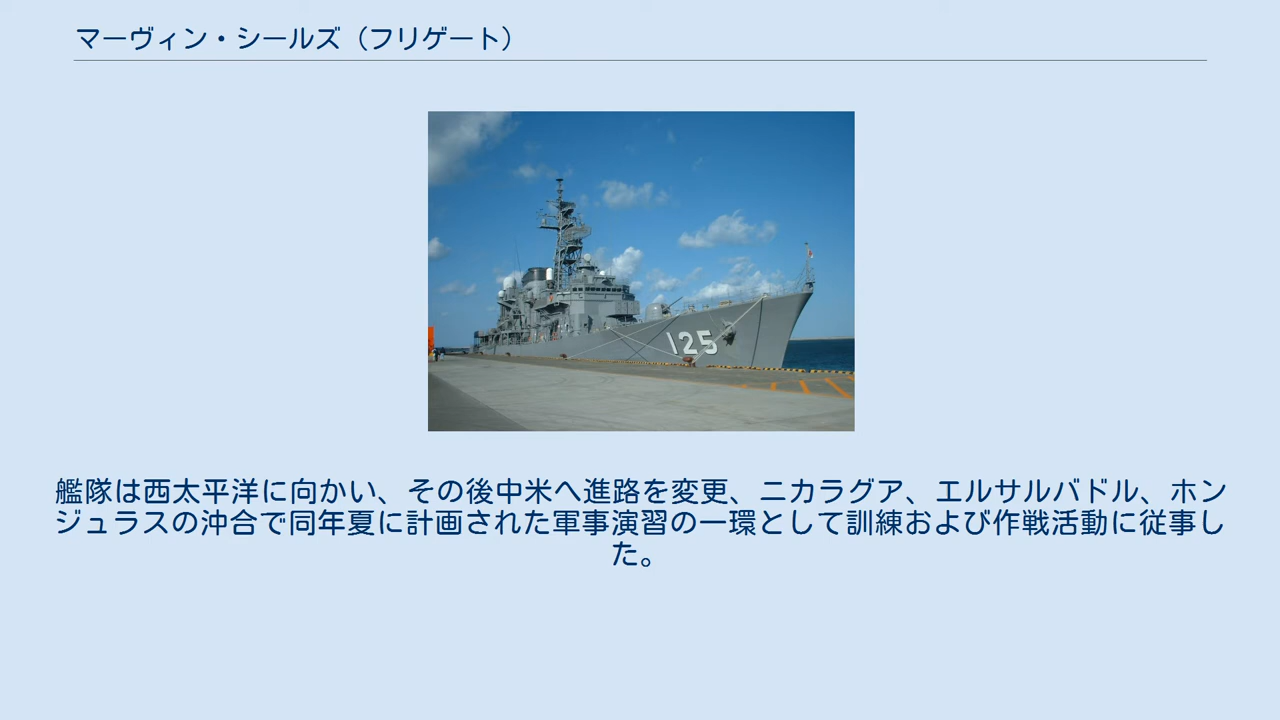 マーヴィン・シールズ（フリゲート）
125
艦隊は西太平洋に向かい、その後中米へ進路を変更、ニカラグア、エルサルバドル、ホン
ジュラスの沖合で同年夏に計画された軍事演習の一環として訓練および作戦活動に従事し
た。